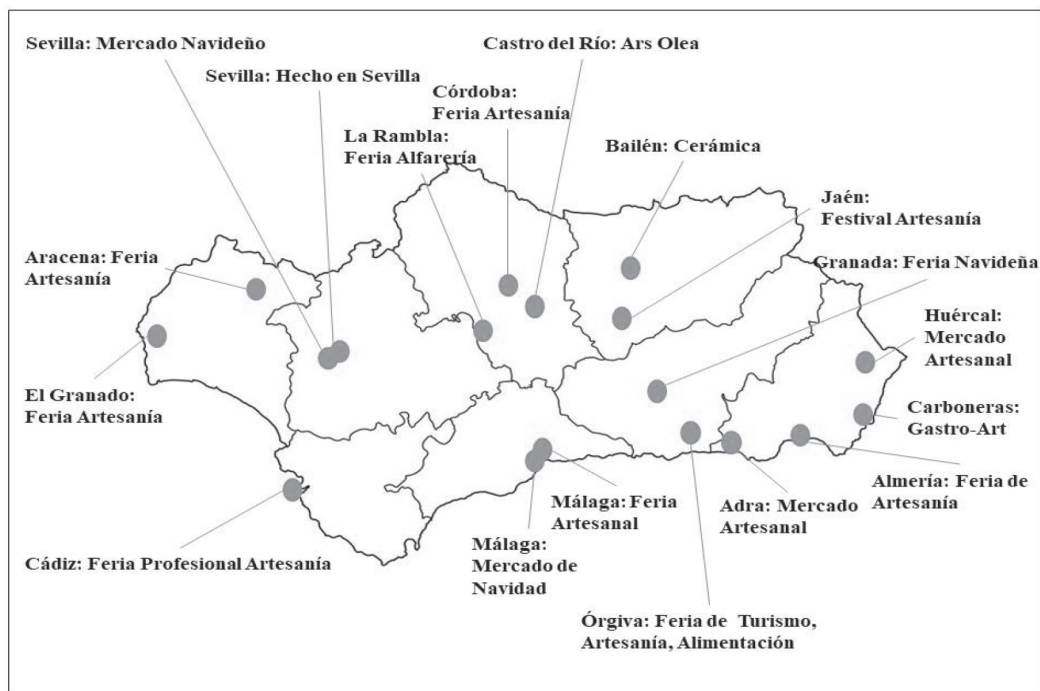 Sevilla: Mercado Navideño
Castro del Río: Ars Olea
Sevilla: Hecho en Sevilla
Córdoba:
Feria Artesanía
La Rambla:
Feria Alfarería
Bailén: Cerámica
Jaén:
Festival Artesanía
Aracena: Feria
Artesanía
Granada: Feria Navideña
Huércal:
Mercado
Artesanal
El Granado:
Feria Artesanía
Carboneras:
Gastro-Art
Almería: Feria de
Artesanía
Málaga: Feria
Artesanal
Adra: Mercado
Artesanal
Málaga:
Mercado de
Navidad
Cádiz: Feria Profesional Artesanía
Órgiva: Feria de Turismo,
Artesanía, Alimentación